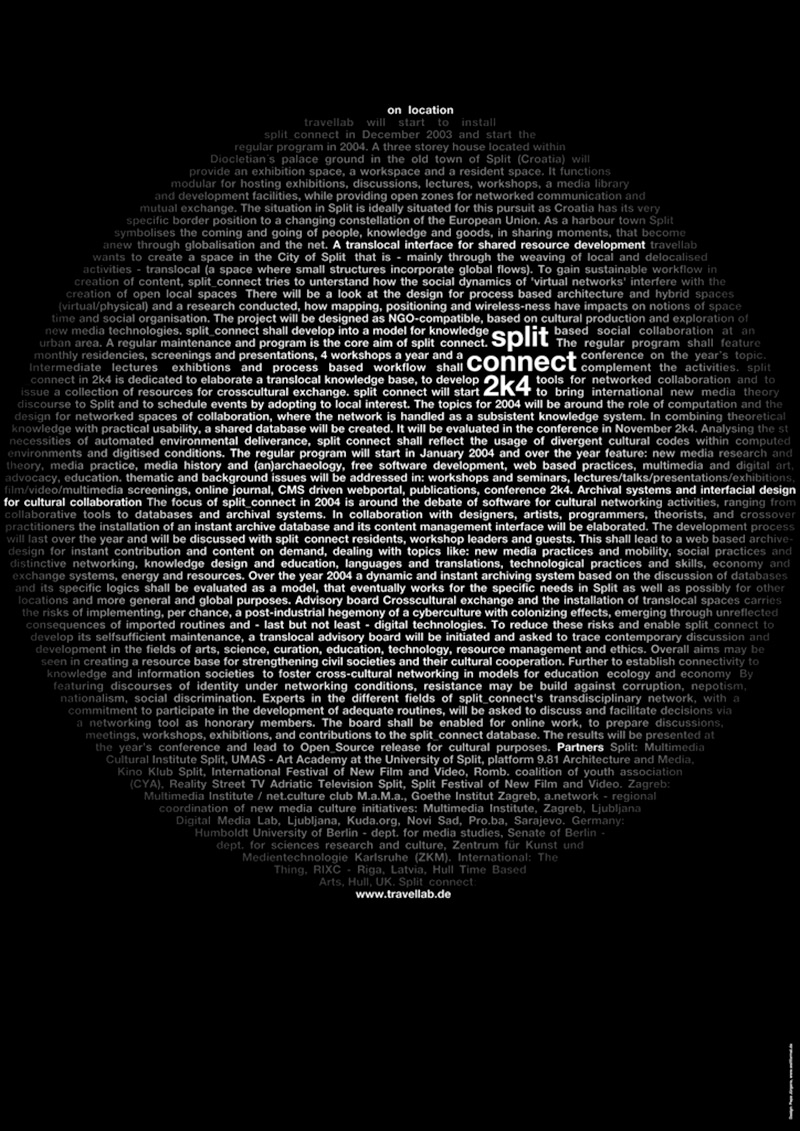 on location
travellab will start to install
split_connect in December 2003 and start the
regular program in 2004. A three storey house located within
Diocletian´s palace ground in the old town of Split (Croatia) will
provide an exhibition space, a workspace and a resident space. It functions
modular for hosting exhibitions, discussions, lectures, workshops, a media library
and development facilities, while providing open zones for networked communication and
mutual exchange. The situation in Split is ideally situated for this pursuit as Croatia has its very
specific border position to a changing constellation of the European Union. As a harbour town Split
symbolises the coming and going of people, knowledge and goods, in sharing moments, that become
anew through globalisation and the net. A translocal interface for shared resource development travellab
wants to create a space in the City of Split that is - mainly through the weaving of local and delocalised
activities - translocal (a space where small structures incorporate global flows). To gain sustainable workflow in
creation of content, split_connect tries to unterstand how the social dynamics of 'virtual networks' interfere with the
creation of open local spaces There will be a look at the design for process based architecture and hybrid spaces
(virtual/physical) and a research conducted, how mapping, positioning and wireless-ness have impacts on notions of space
time and social organisation. The project will be designed as NGO-compatible, based on cultural production and exploration of
new media technologies. split_connect shall develop into a model for knowledge split based social collaboration at an
urban area. A regular maintenance and program is the core aim of split connect. The regular program shall feature
monthly residencies, screenings and presentations, 4 workshops a year and a connect conference on the year's topic.
Intermediate lectures exhibtions and process based workflow shall complement the activities. split
connect in 2k4 is dedicated to elaborate a translocal knowledge base, to develop 2k4 tools for networked collaboration and to
issue a collection of resources for crosscultural exchange. split connect will start to bring international new media theory
discourse to Split and to schedule events by adopting to local interest. The topics for 2004 will be around the role of computation and the
design for networked spaces of collaboration, where the network is handled as a subsistent knowledge system. In combining theoretical
knowledge with practical usability, a shared database will be created. It will be evaluated in the conference in November 2k4. Analysing the st
necessities of automated environmental deliverance, split connect shall reflect the usage of divergent cultural codes within computed
environments and digitised conditions. The regular program will start in January 2004 and over the year feature: new media research and
theory, media practice, media history and (an)archaeology, free software development, web based practices, multimedia and digital art,
advocacy, education. thematic and background issues will be addressed in: workshops and seminars, lectures/talks/presentations/exhibitions,
film/video/multimedia screenings, online journal, CMS driven webportal, publications, conference 2k4. Archival systems and interfacial design
for cultural collaboration The focus of split_connect in 2004 is around the debate of software for cultural networking activities, ranging from
collaborative tools to databases and archival systems. In collaboration with designers, artists, programmers, theorists, and crossover
practitioners the installation of an instant archive database and its content management interface will be elaborated. The development process
will last over the year and will be discussed with split connect residents, workshop leaders and guests. This shall lead to a web based archive-
design for instant contribution and content on demand, dealing with topics like: new media practices and mobility, social practices and
distinctive networking, knowledge design and education, languages and translations, technological practices and skills, economy and
exchange systems, energy and resources. Over the year 2004 a dynamic and instant archiving system based on the discussion of databases
and its specific logics shall be evaluated as a model, that eventually works for the specific needs in Split as well as possibly for other
locations and more general and global purposes. Advisory board Crosscultural exchange and the installation of translocal spaces carries
the risks of implementing, per chance, a post-industrial hegemony of a cyberculture with colonizing effects, emerging through unreflected
consequences of imported routines and - last but not least - digital technologies. To reduce these risks and enable split_connect to
develop its selfsufficient maintenance, a translocal advisory board will be initiated and asked to trace contemporary discussion and
development in the fields of arts, science, curation, education, technology, resource management and ethics. Overall aims may be
seen in creating a resource base for strengthening civil societies and their cultural cooperation. Further to establish connectivity to
knowledge and information societies to foster cross-cultural networking in models for education ecology and economy By
featuring discourses of identity under networking conditions, resistance may be build against corruption, nepotism,
nationalism, social discrimination. Experts in the different fields of split_connect's transdisciplinary network, with a
commitment to participate in the development of adequate routines, will be asked to discuss and facilitate decisions via
a networking tool as honorary members. The board shall be enabled for online work, to prepare discussions,
meetings, workshops, exhibitions, and contributions to the split_connect database. The results will be presented at
the year's conference and lead to Open_Source release for cultural purposes. Partners Split: Multimedia
Cultural Institute Split, UMAS - Art Academy at the University of Split, platform 9.81 Architecture and Media,
Kino Klub Split, International Festival of New Film and Video, Romb. coalition of youth association
(CYA), Reality Street TV Adriatic Television Split, Split Festival of New Film and Video. Zagreb:
Multimedia Institute / net.culture club M.a.M.a., Goethe Institut Zagreb, a.network - regional
coordination of new media culture initiatives: Multimedia Institute, Zagreb, Ljubljana
Digital Media Lab, Ljubljana, Kuda.org, Novi Sad, Pro.ba, Sarajevo. Germany:
Humboldt University of Berlin - dept. for media studies, Senate of Berlin -
dept. for sciences research and culture, Zentrum für Kunst und
Medientechnologie Karlsruhe (ZKM). International: The
Thing, RIXC - Riga, Latvia, Hull Time Based
Arts, Hull, UK. Split connect:
www.travellab.de